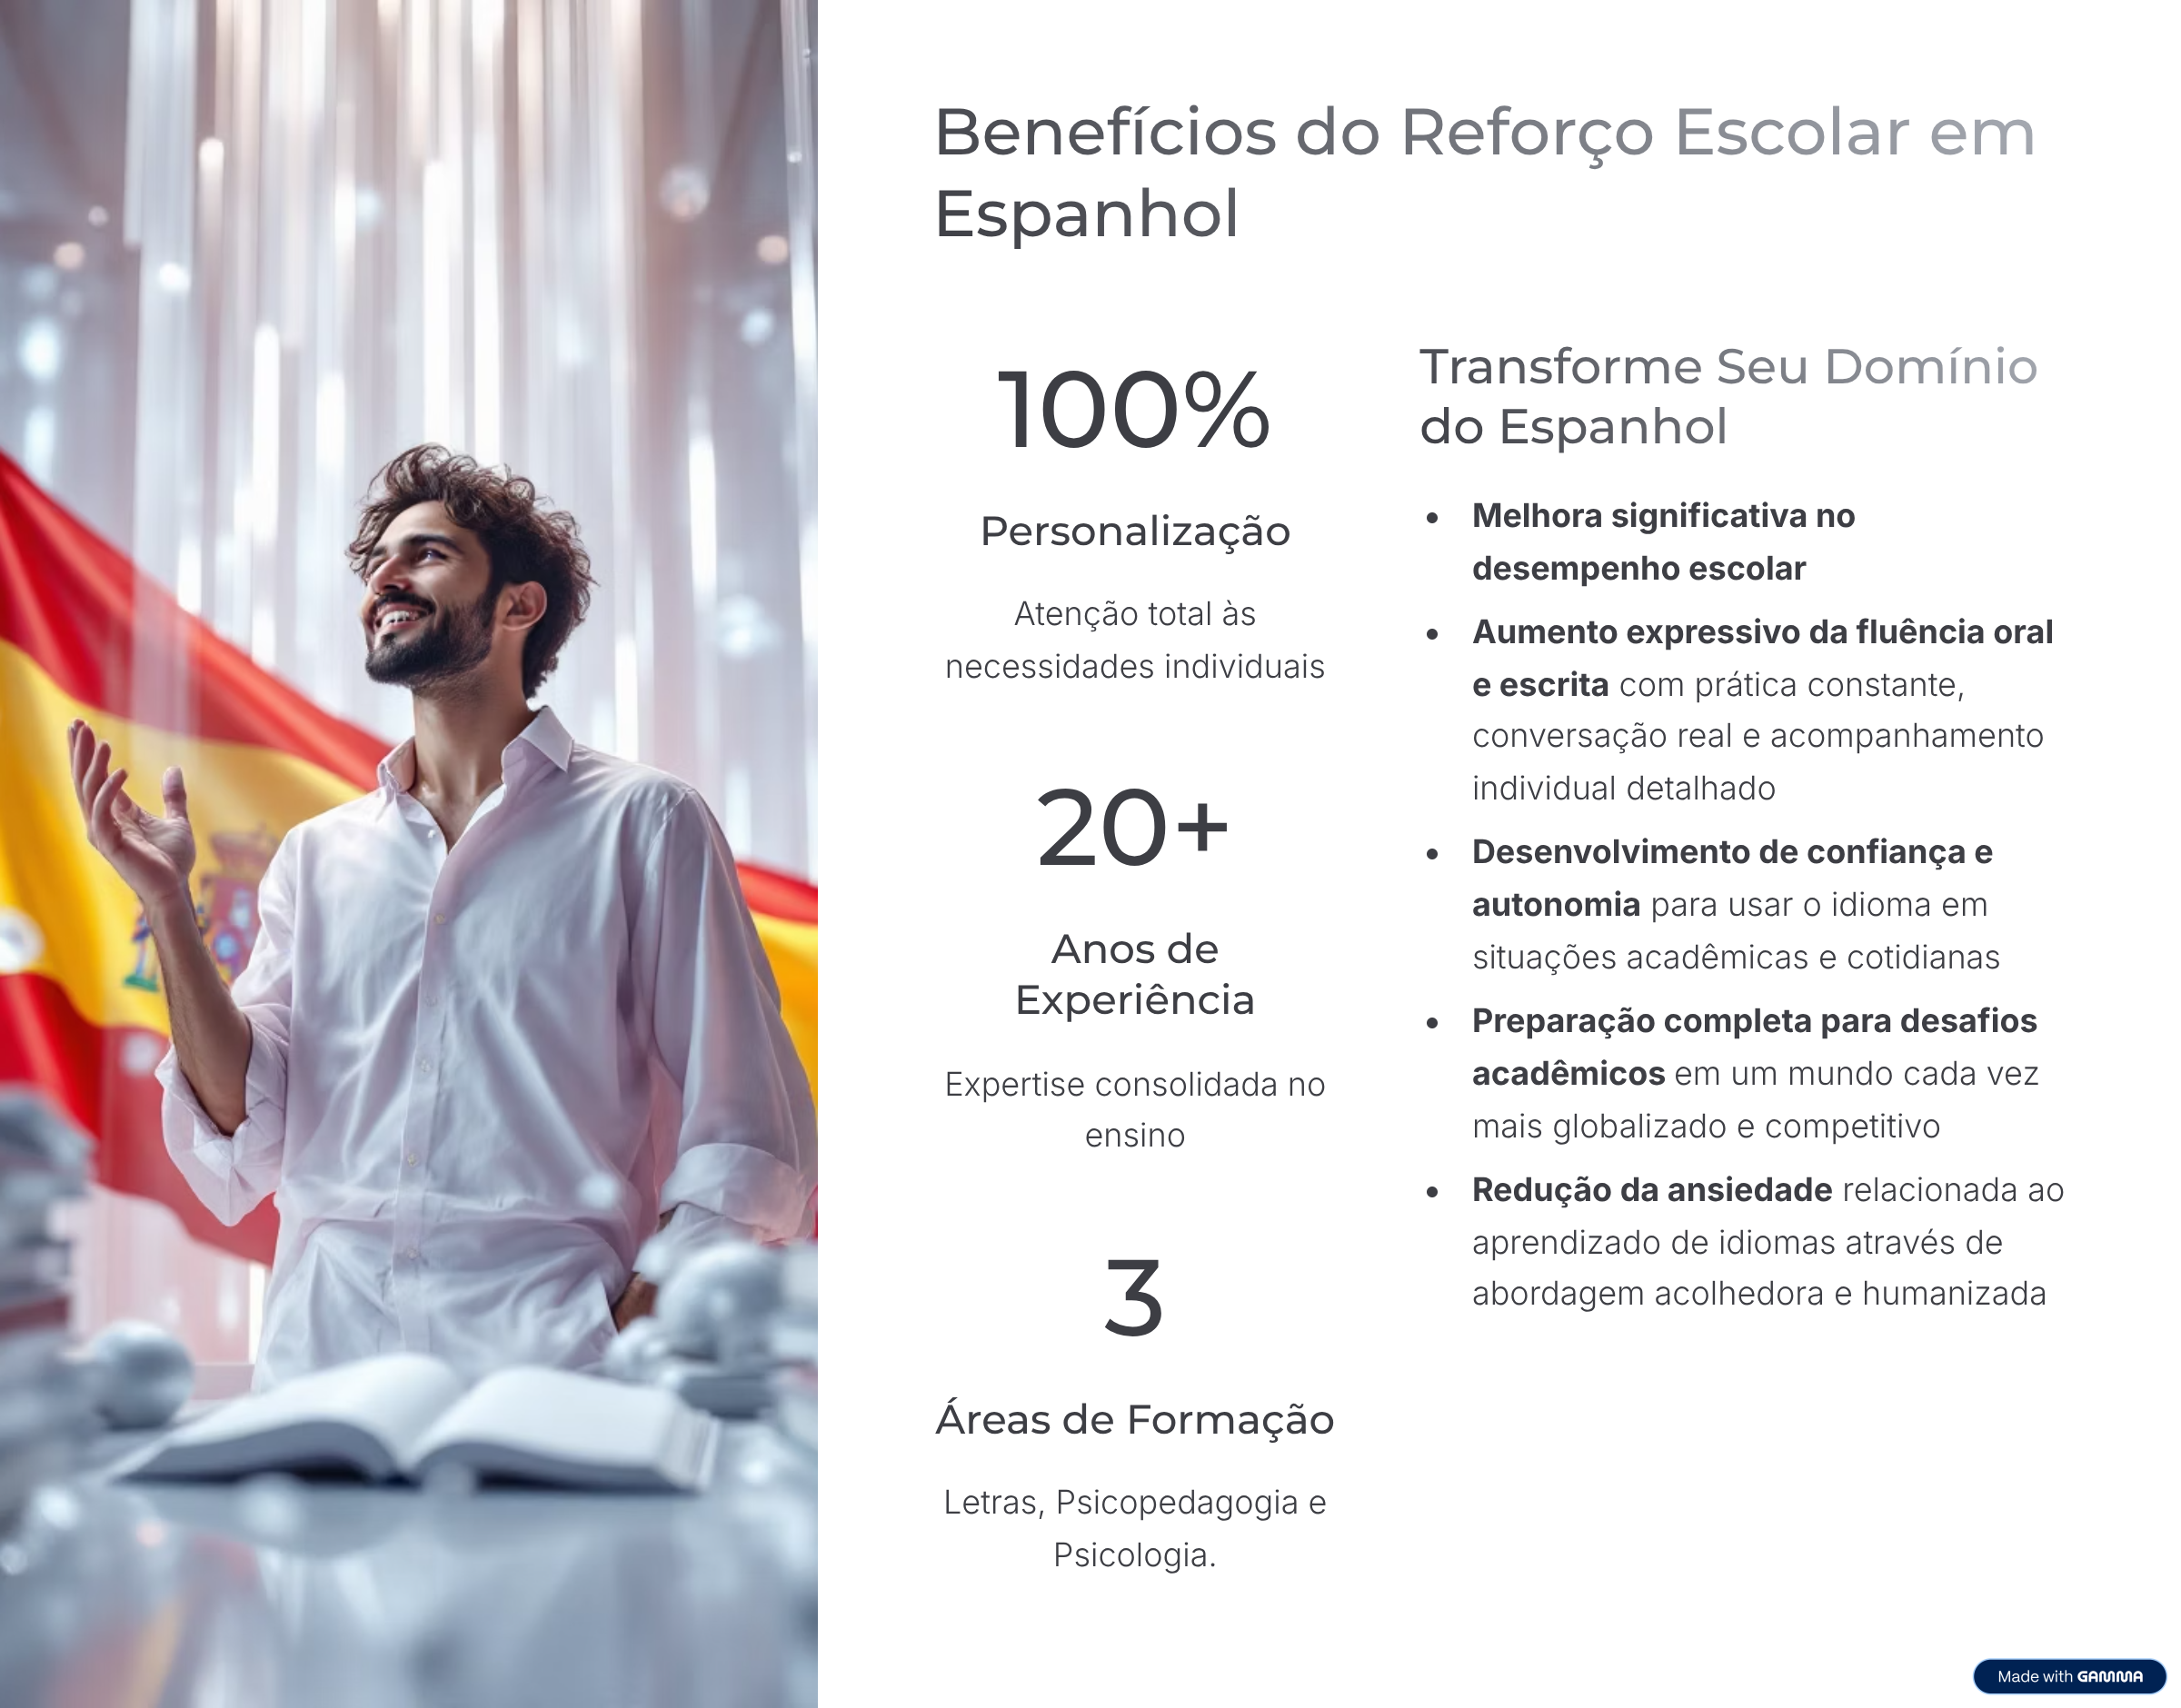 Benefícios do Reforço Escolar em
Espanhol
100%
Personalização
Atenção total às
necessidades individuais
20+
Anos de
Experiência
Expertise consolidada no
ensino
3
Áreas de Formação
Letras, Psicopedagogia e
Psicologia.
Transforme Seu Domínio
do Espanhol
• Melhora significativa no
desempenho escolar
• Aumento expressivo da fluência oral
e escrita com prática constante,
conversação real e acompanhamento
individual detalhado
• Desenvolvimento de confiança e
autonomia para usar o idioma em
situações acadêmicas e cotidianas
• Preparação completa para desafios
acadêmicos em um mundo cada vez
mais globalizado e competitivo
• Redução da ansiedade relacionada ao
aprendizado de idiomas através de
abordagem acolhedora e humanizada
Made with GAMMA